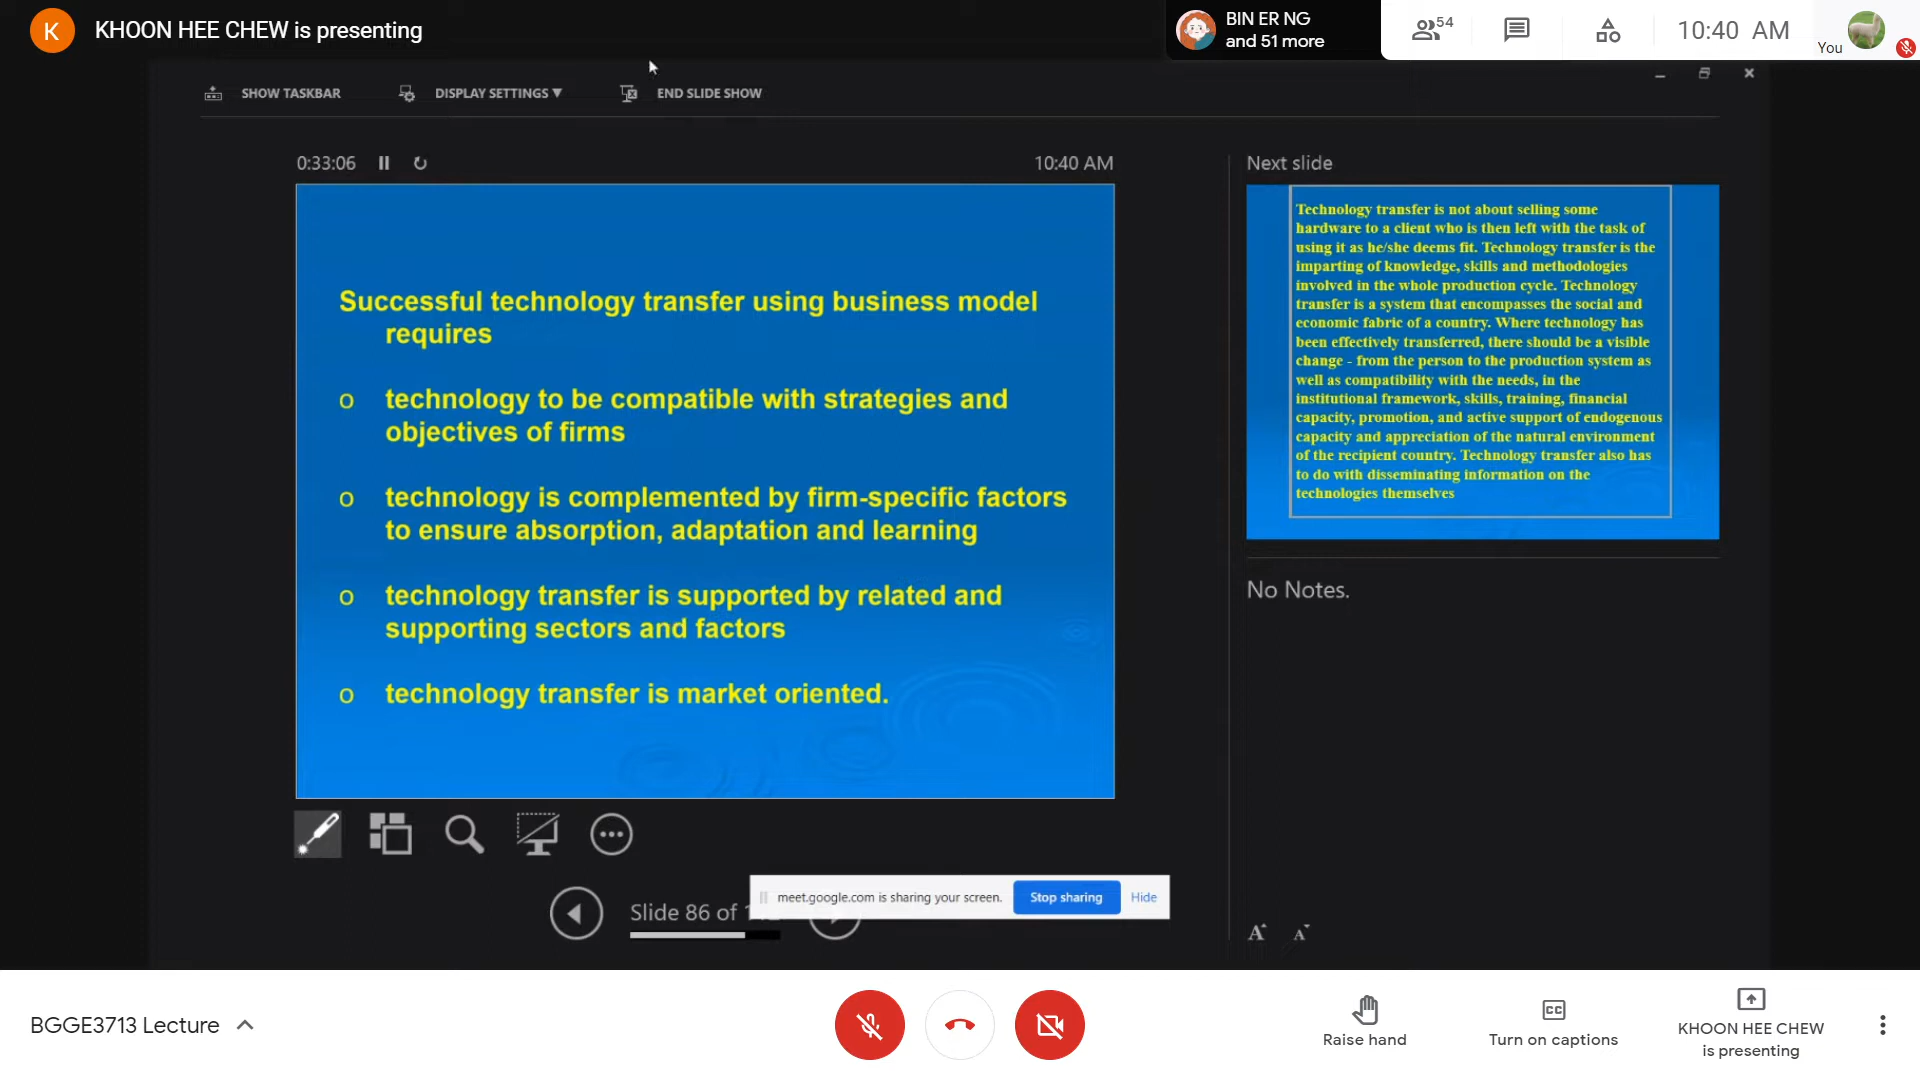 K
KHOON HEE CHEW is presenting
BIN ER NG
and 51 more
54
10:40 AM
You
SHOW TASKBAR
DISPLAY SETTINGS ▼
END SLIDE SHOW
0:33:06
10:40 AM
Successful technology transfer using business model
requires
o technology to be compatible with strategies and
objectives of firms
o technology is complemented by firm-specific factors
to ensure absorption, adaptation and learning
o technology transfer is supported by related and
supporting sectors and factors
o technology transfer is market oriented.
Next slide
Technology transfer is not about selling some
hardware to a client who is then left with the task of
using it as he/she deems fit. Technology transfer is the
imparting of knowledge, skills and methodologies
involved in the whole production cycle. Technology
transfer is a system that encompasses the social and
economic fabric of a country. Where technology has
been effectively transferred, there should be a visible
change - from the person to the production system as
well as compatibility with the needs, in the
institutional framework, skills, training, financial
capacity, promotion, and active support of endogenous
capacity and appreciation of the natural environment
of the recipient country. Technology transfer also has
to do with disseminating information on the
technologies themselves
No Notes.
A A
Slide 86 of
meet.google.com is sharing your screen.
Stop sharing
Hide
BGGE3713 Lecture
Raise hand
CC
Turn on captions
KHOON HEE CHEW
is presenting